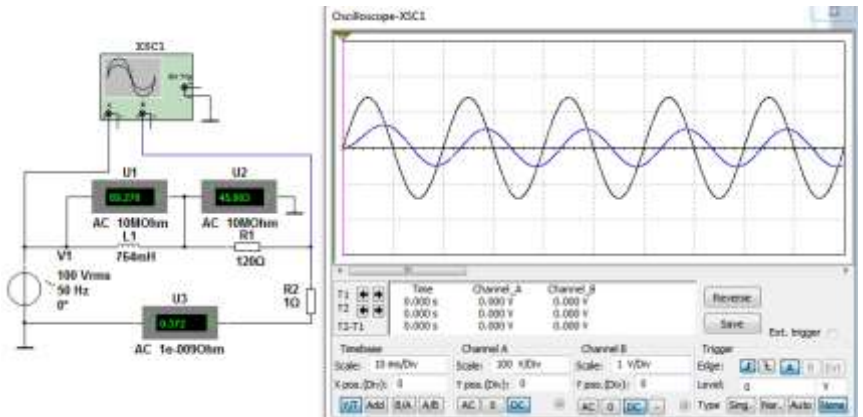 Oscilloscope-XSC1
XSC1
Ext Trig
A
B
U1
U2
AC 10MOhm
AC 10MOhm
L1
R1
764mH
120Ω
V1
100 Vrms
50 Hz
0°
R2
1Ω
U3
0.372
AC 1e-009Ohm
Time
Channel_A
Channel_B
T1
0.000 s
0.000 V
0.000 V
T2
0.000 s
0.000 V
0.000 V
T2-T1
0.000 s
0.000 V
0.000 V
Reverse
Save
Ext. trigger
Timebase
Scale: 10 ms/Div
X pos.(Div): 0
Y/T Add B/A A/B
Channel A
Scale: 100 V/Div
Y pos.(Div): 0
AC 0 DC
Channel B
Scale: 1 V/Div
Y pos.(Div): 0
AC 0 DC -
Trigger
Edge: A B Ext
Level: 0 V
Type Sing. Nor. Auto None